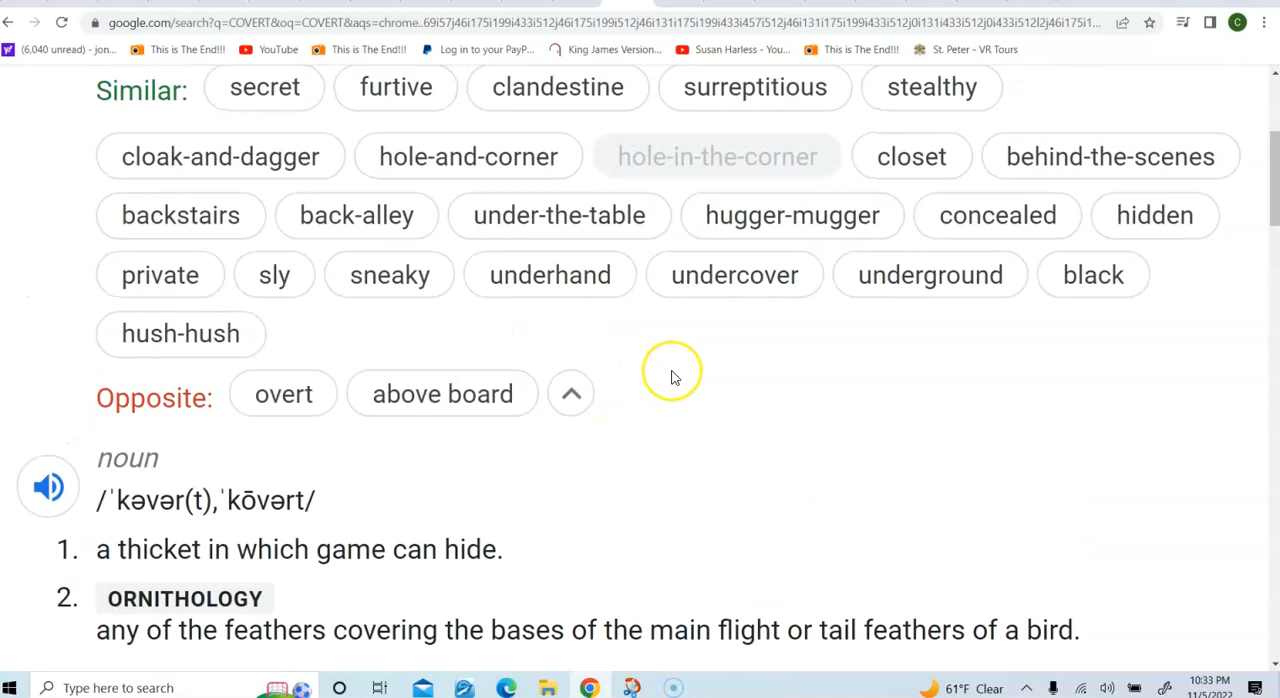 google.com/search?q=COVERT&oq=COVERT&aqs=chrome..69i57j46i175i199i433i512j46i175i199i512j46i131i175i199i433i457i512j46i131i175i199i433i512j0i131i433i512j0i433i512l2j46i175i1...
C
(6,040 unread) - jon... This is The End!!! YouTube This is The End!!! Log in to your PayP... King James Version... Susan Harless - You... This is The End!!! St. Peter - VR Tours
Similar: secret furtive clandestine surreptitious stealthy
cloak-and-dagger hole-and-corner hole-in-the-corner closet behind-the-scenes
backstairs back-alley under-the-table hugger-mugger concealed hidden
private sly sneaky underhand undercover underground black
hush-hush
Opposite: overt above board
noun
/ˈkəvər(t),ˈkōvərt/
1. a thicket in which game can hide.
2. ORNITHOLOGY
any of the feathers covering the bases of the main flight or tail feathers of a bird.
Type here to search
61°F Clear
10:33 PM
11/5/2022